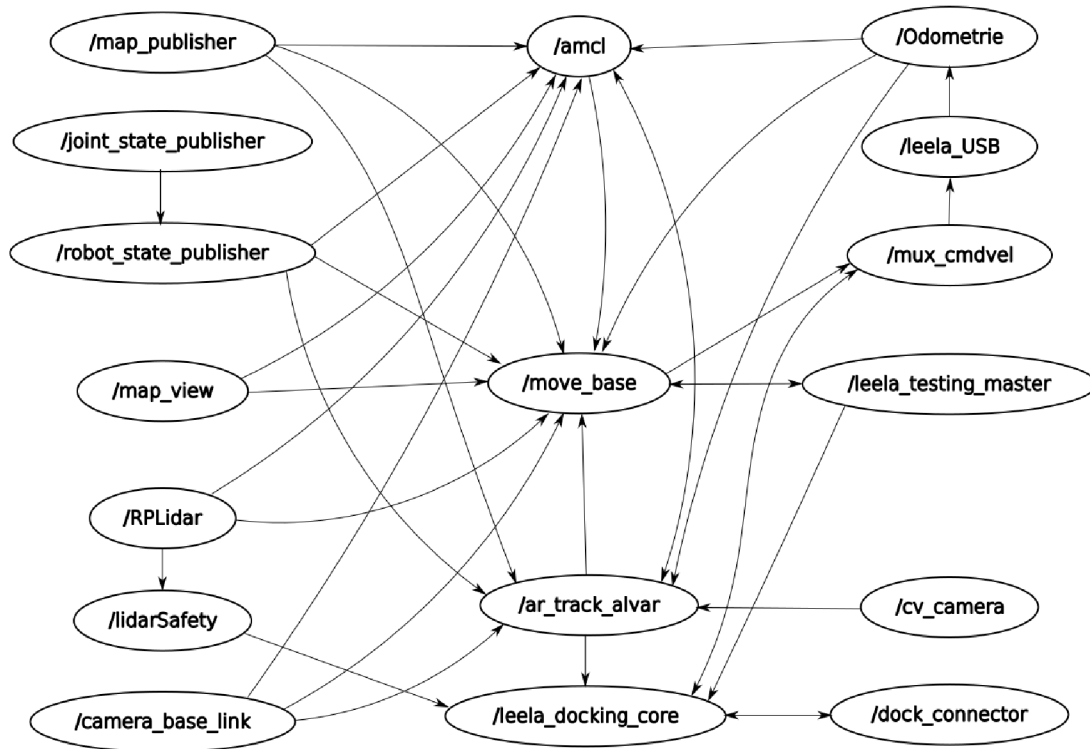 /map_publisher
/amcl
/Odometrie
/joint_state_publisher
/leela_USB
/robot_state_publisher
/mux_cmdvel
/map_view
/move_base
/leela_testing_master
/RPLidar
/lidarSafety
/ar_track_alvar
/cv_camera
/camera_base_link
/leela_docking_core
/dock_connector